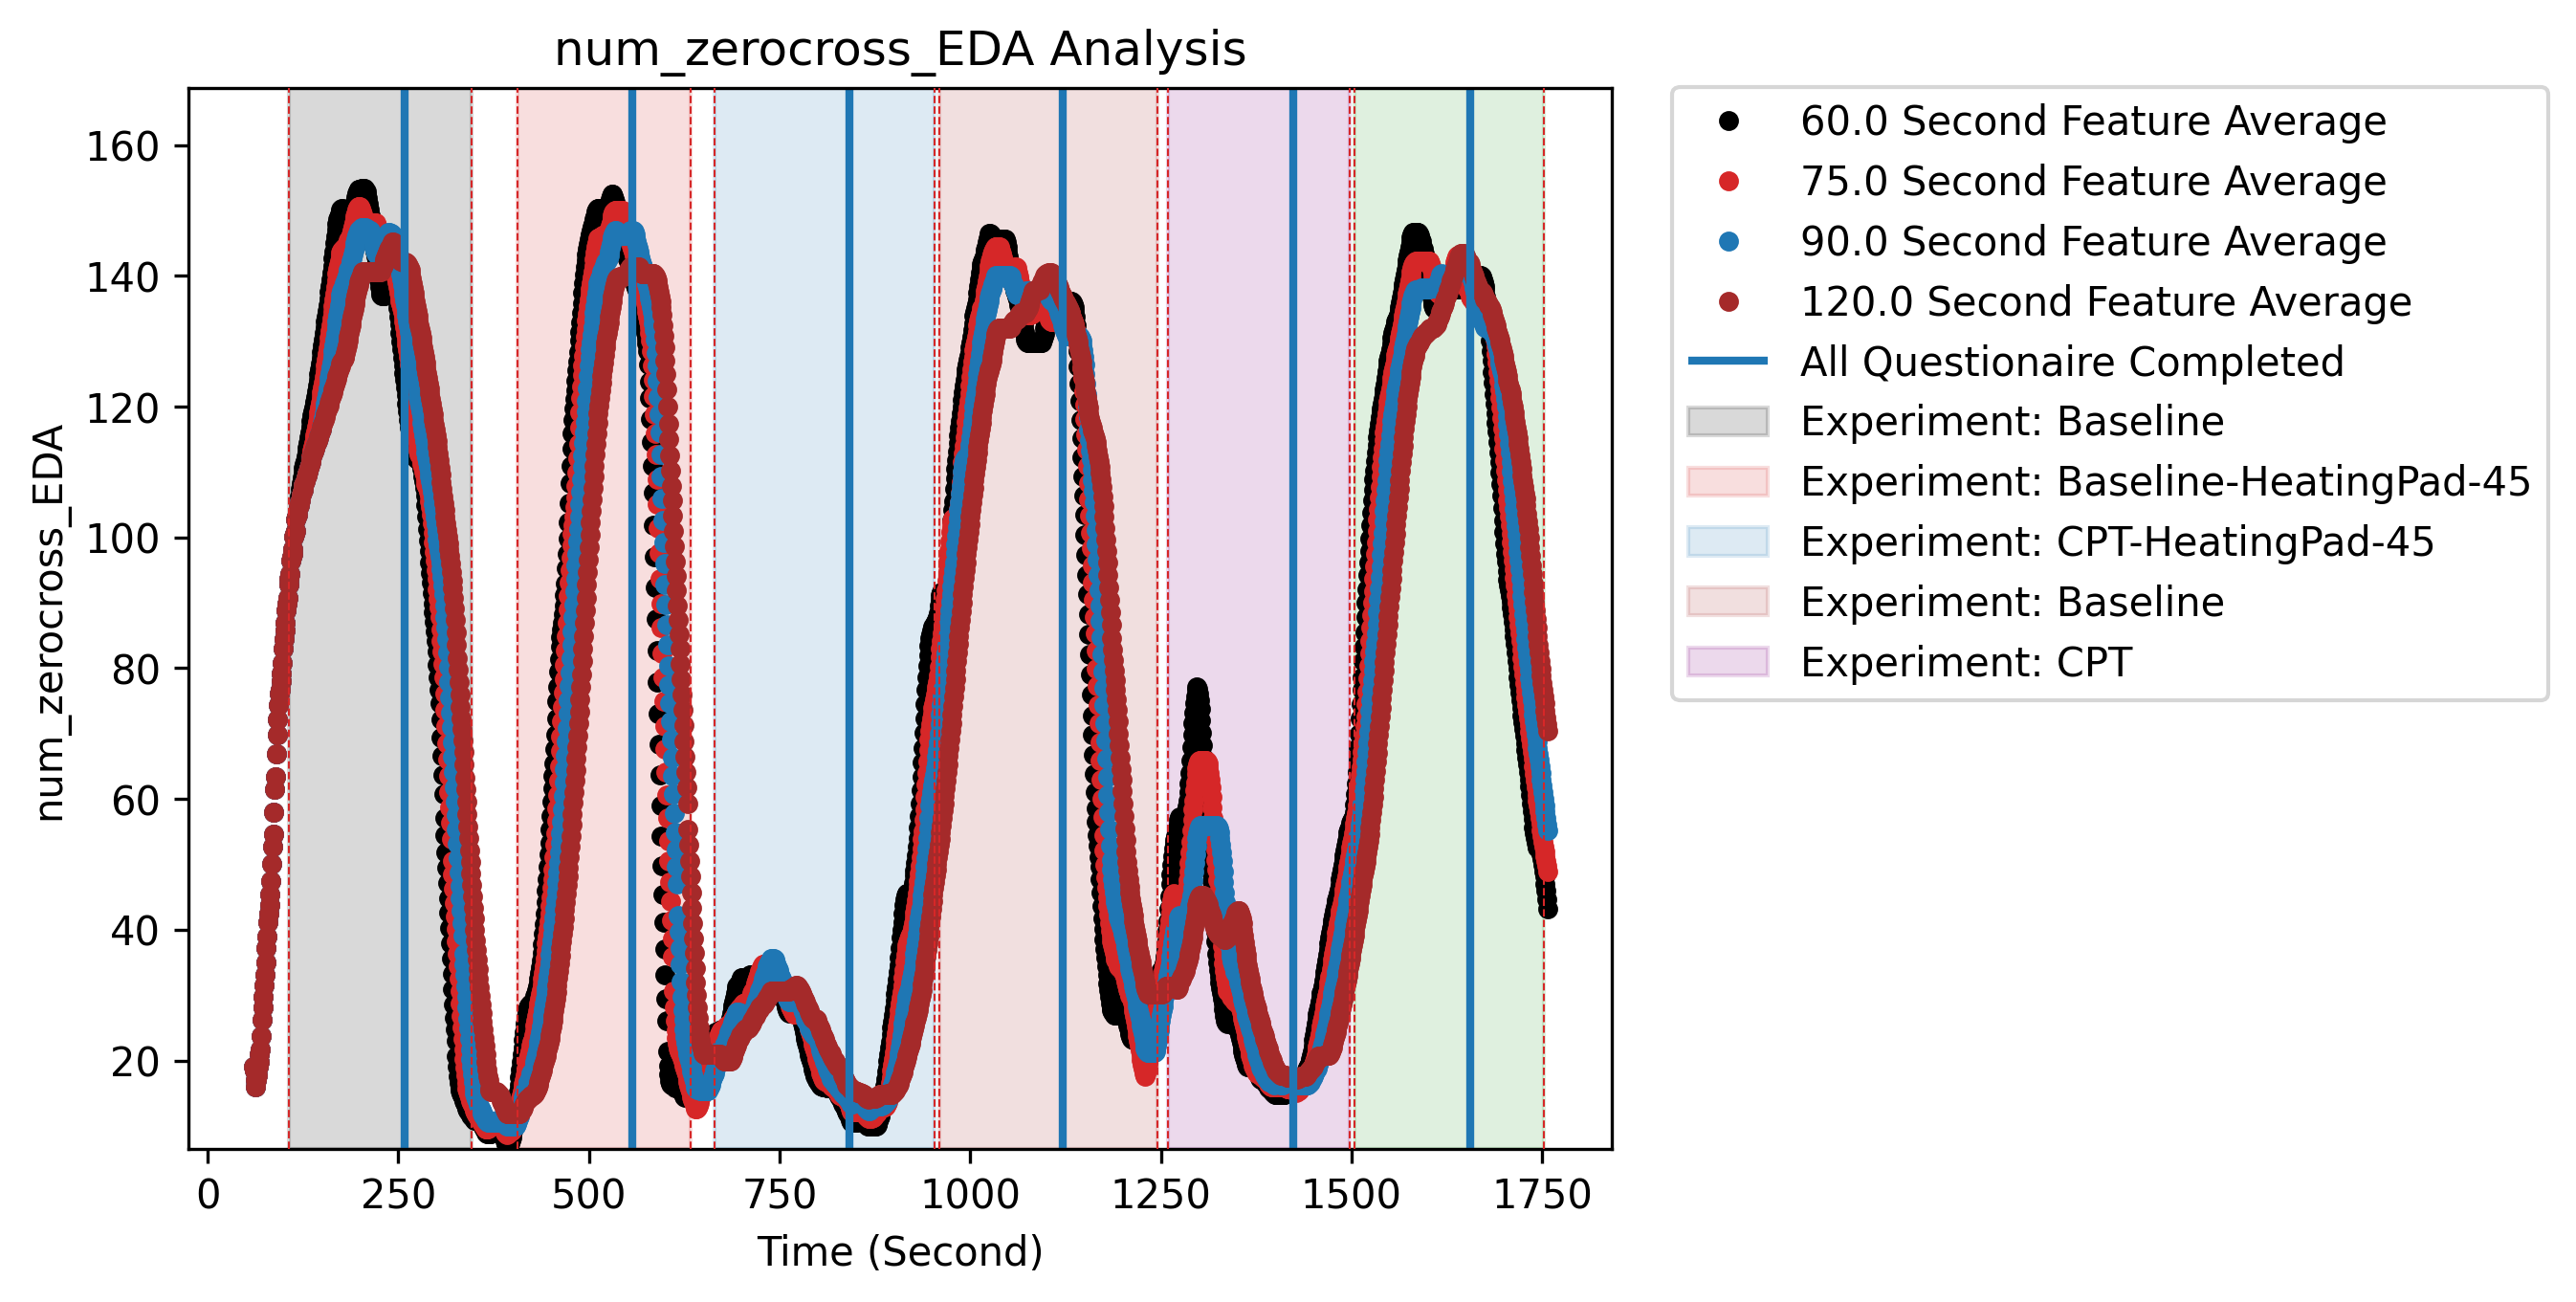 num_zerocross_EDA Analysis
160
140
120
100
80
60
40
20
num_zerocross_EDA
0 250 500 750 1000 1250 1500 1750
Time (Second)
60.0 Second Feature Average
75.0 Second Feature Average
90.0 Second Feature Average
120.0 Second Feature Average
All Questionaire Completed
Experiment: Baseline
Experiment: Baseline-HeatingPad-45
Experiment: CPT-HeatingPad-45
Experiment: Baseline
Experiment: CPT